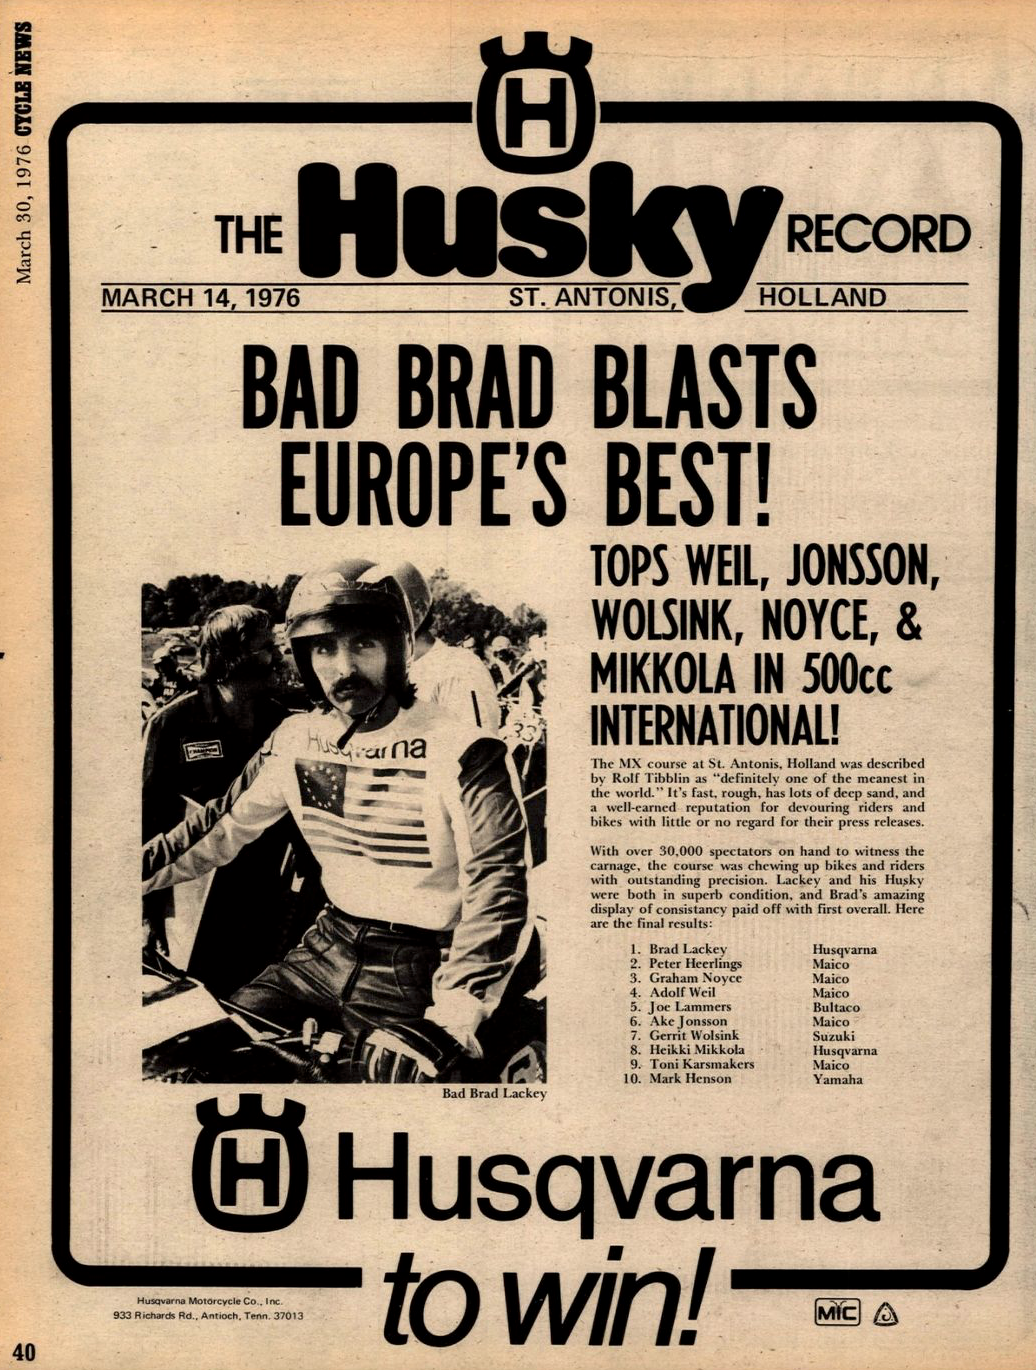 March 30, 1976 CYCLE NEWS
H
THE Husky RECORD
MARCH 14, 1976 ST. ANTONIS, HOLLAND
BAD BRAD BLASTS
EUROPE'S BEST!
TOPS WEIL, JONSSON,
WOLSINK, NOYCE, &
MIKKOLA IN 500cc
INTERNATIONAL!
The MX course at St. Antonis, Holland was described
by Rolf Tibblin as "definitely one of the meanest in
the world." It's fast, rough, has lots of deep sand, and
a well-earned reputation for devouring riders and
bikes with little or no regard for their press releases.
With over 30,000 spectators on hand to witness the
carnage, the course was chewing up bikes and riders
with outstanding precision. Lackey and his Husky
were both in superb condition, and Brad's amazing
display of consistancy paid off with first overall. Here
are the final results:
1. Brad Lackey Husqvarna
2. Peter Heerlings Maico
3. Graham Noyce Maico
4. Adolf Weil Maico
5. Joe Lammers Bultaco
6. Ake Jonsson Maico
7. Gerrit Wolsink Suzuki
8. Heikki Mikkola Husqvarna
9. Toni Karsmakers Maico
10. Mark Henson Yamaha
Husqvarna
33
Bad Brad Lackey
H Husqvarna
to win!
Husqvarna Motorcycle Co., Inc.
933 Richards Rd., Antioch, Tenn. 37013
MIC
40